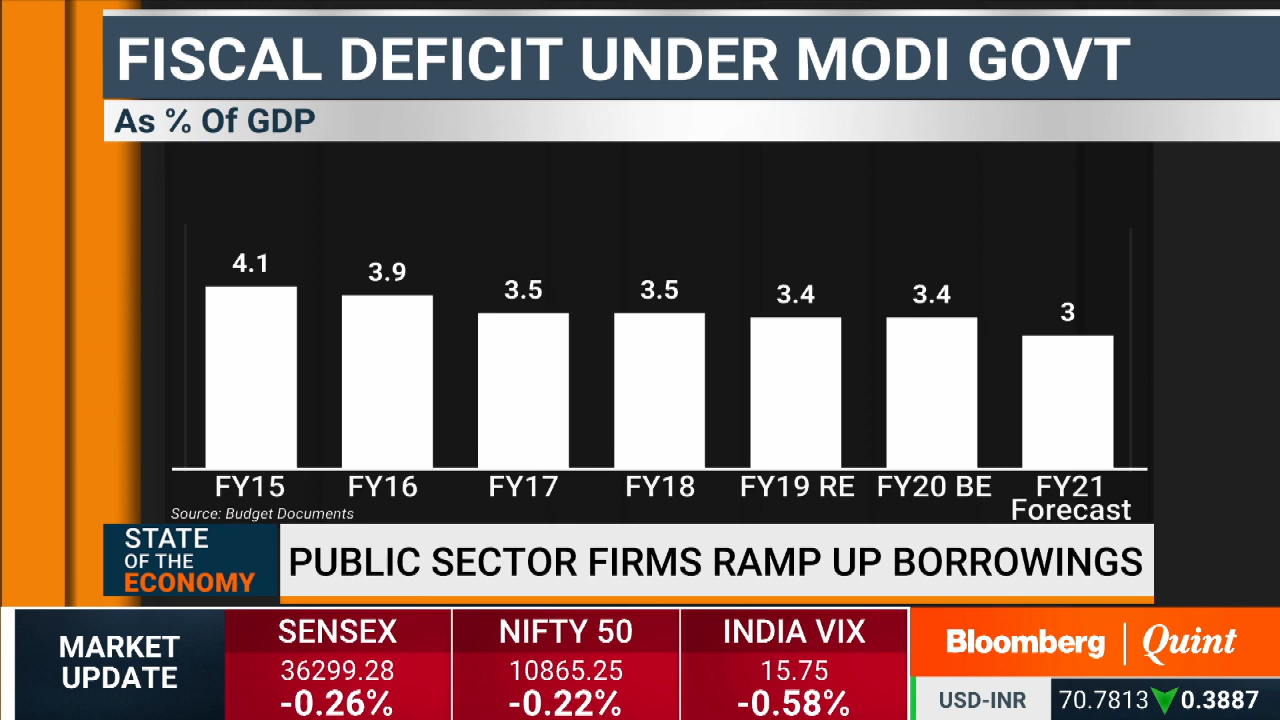 FISCAL DEFICIT UNDER MODI GOVT
As % Of GDP
4.1
3.9
3.5
3.5
3.4
3.4
3
FY15
FY16
FY17
FY18
FY19 RE
FY20 BE
FY21
Forecast
Source: Budget Documents
STATE
OF THE
ECONOMY
PUBLIC SECTOR FIRMS RAMP UP BORROWINGS
MARKET
UPDATE
SENSEX
36299.28
-0.26%
NIFTY 50
10865.25
-0.22%
INDIA VIX
15.75
-0.58%
Bloomberg | Quint
USD-INR
70.7813 0.3887